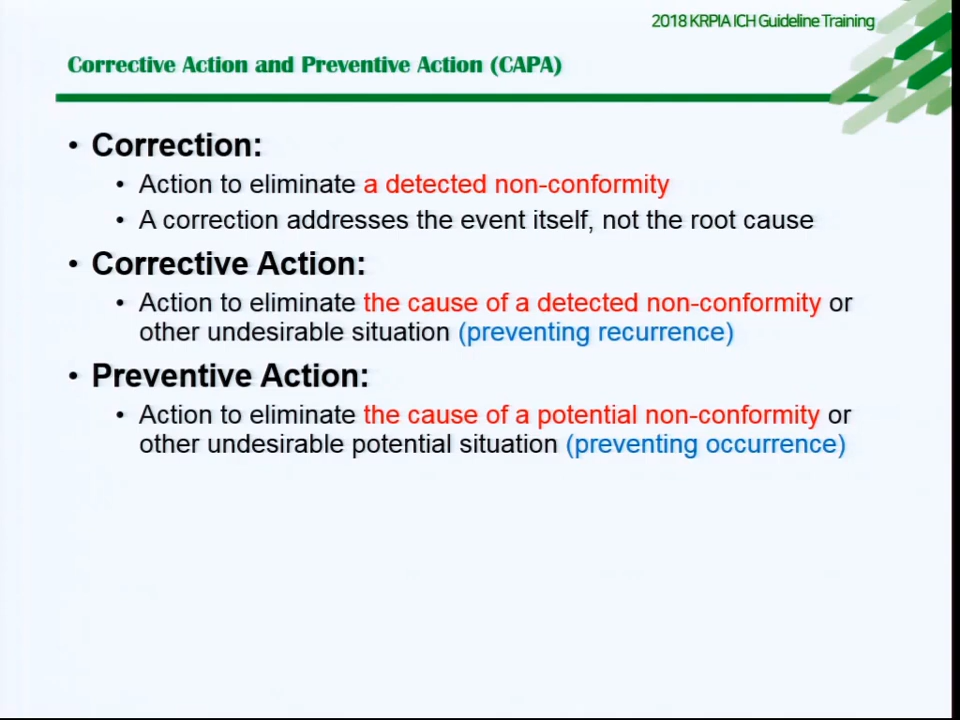 2018 KRPIA ICH Guideline Training
Corrective Action and Preventive Action (CAPA)
• Correction:
• Action to eliminate a detected non-conformity
• A correction addresses the event itself, not the root cause
• Corrective Action:
• Action to eliminate the cause of a detected non-conformity or
other undesirable situation (preventing recurrence)
• Preventive Action:
• Action to eliminate the cause of a potential non-conformity or
other undesirable potential situation (preventing occurrence)